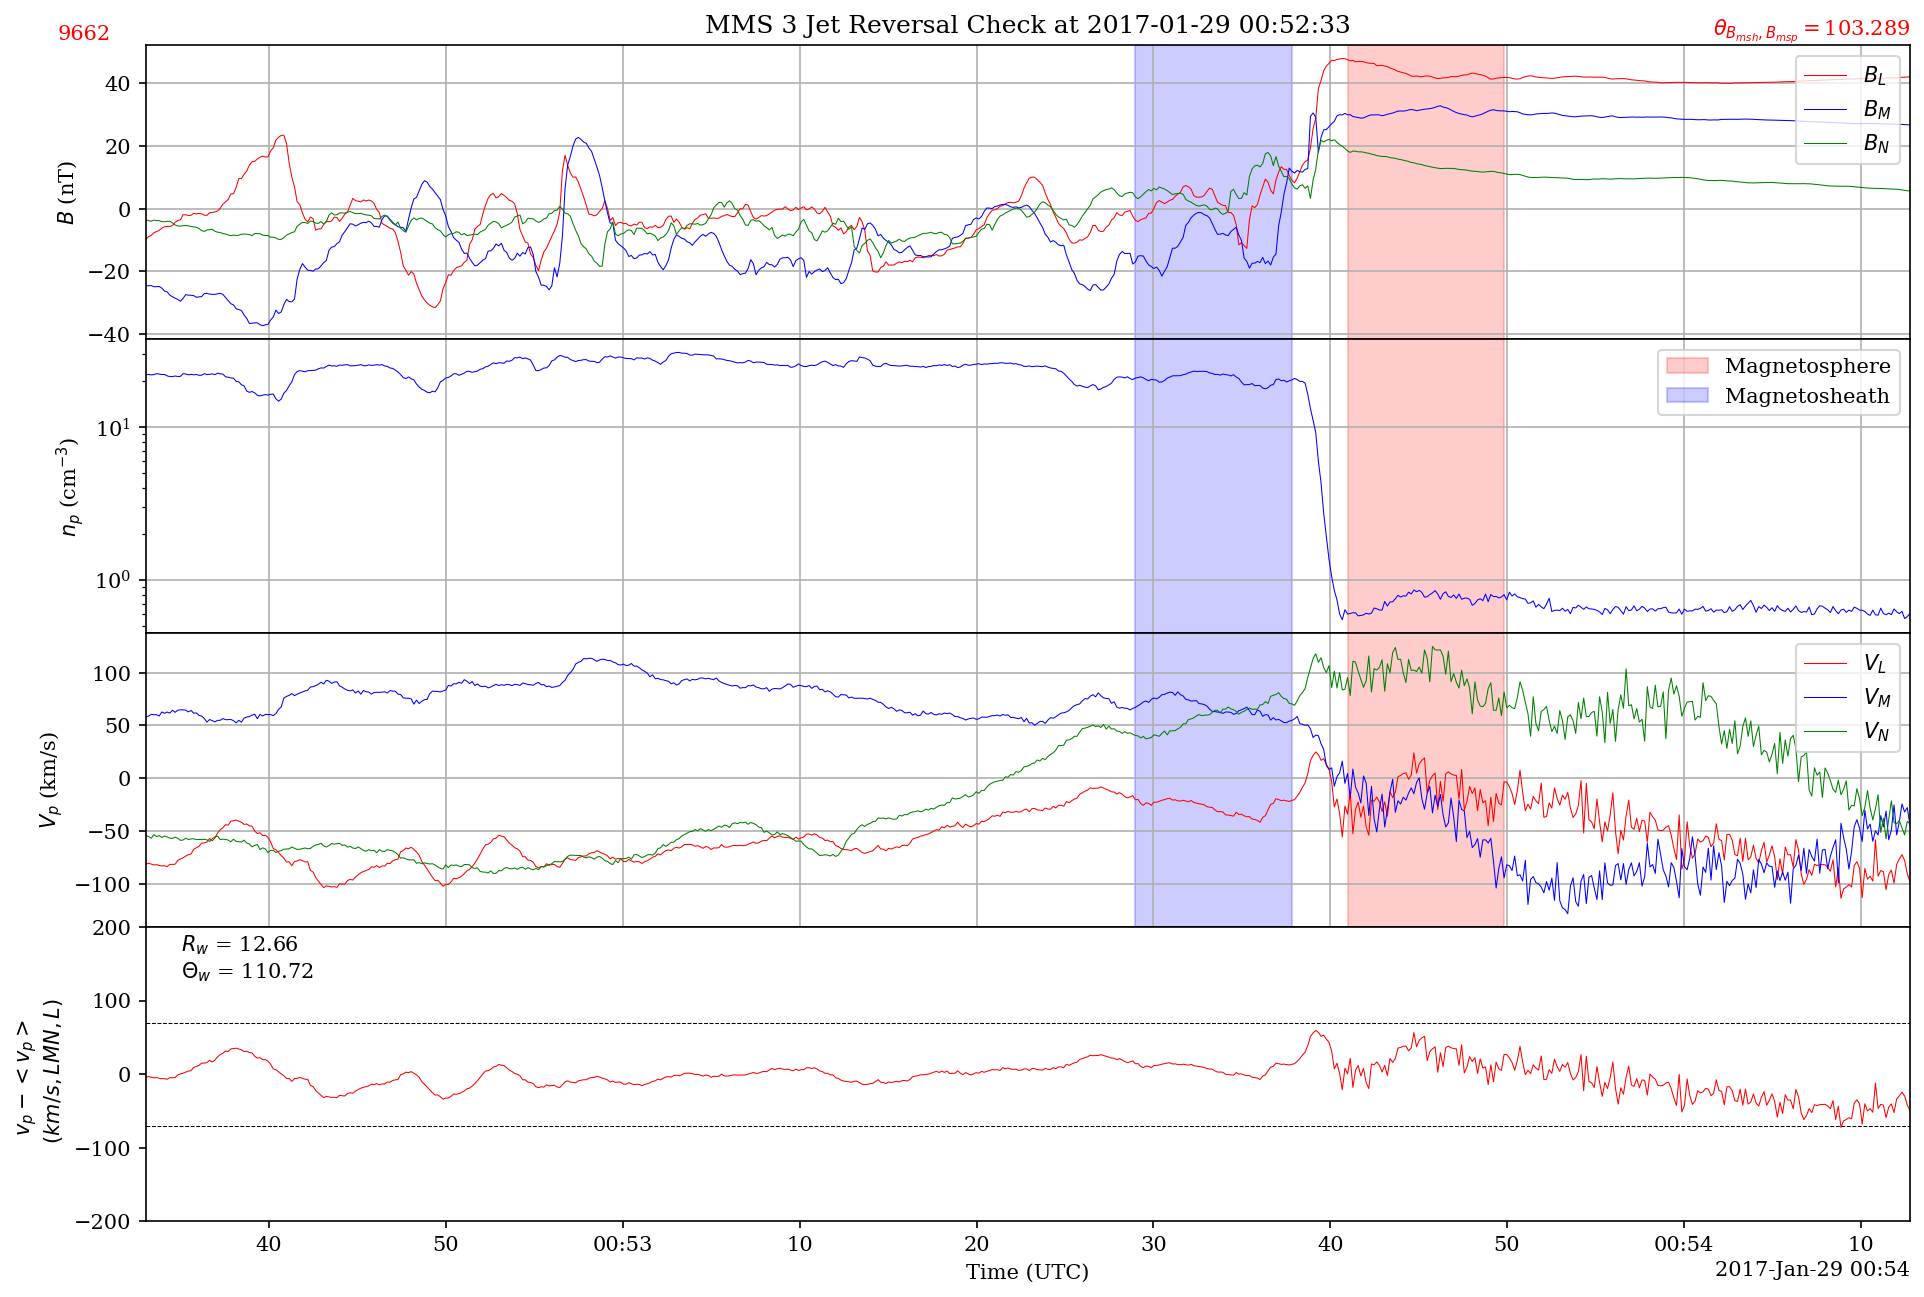 MMS 3 Jet Reversal Check at 2017-01-29 00:52:33
9662
θ_{B_{msh}, B_{msp}} = 103.289
B (nT)
40
20
0
−20
−40
B_L
B_M
B_N
n_p (cm^{−3})
10^1
10^0
Magnetosphere
Magnetosheath
V_p (km/s)
100
50
0
−50
−100
V_L
V_M
V_N
v_p − < v_p >
(km/s, LMN, L)
200
100
0
−100
−200
R_w = 12.66
Θ_w = 110.72
40 50 00:53 10 20 30 40 50 00:54 10
Time (UTC)
2017-Jan-29 00:54